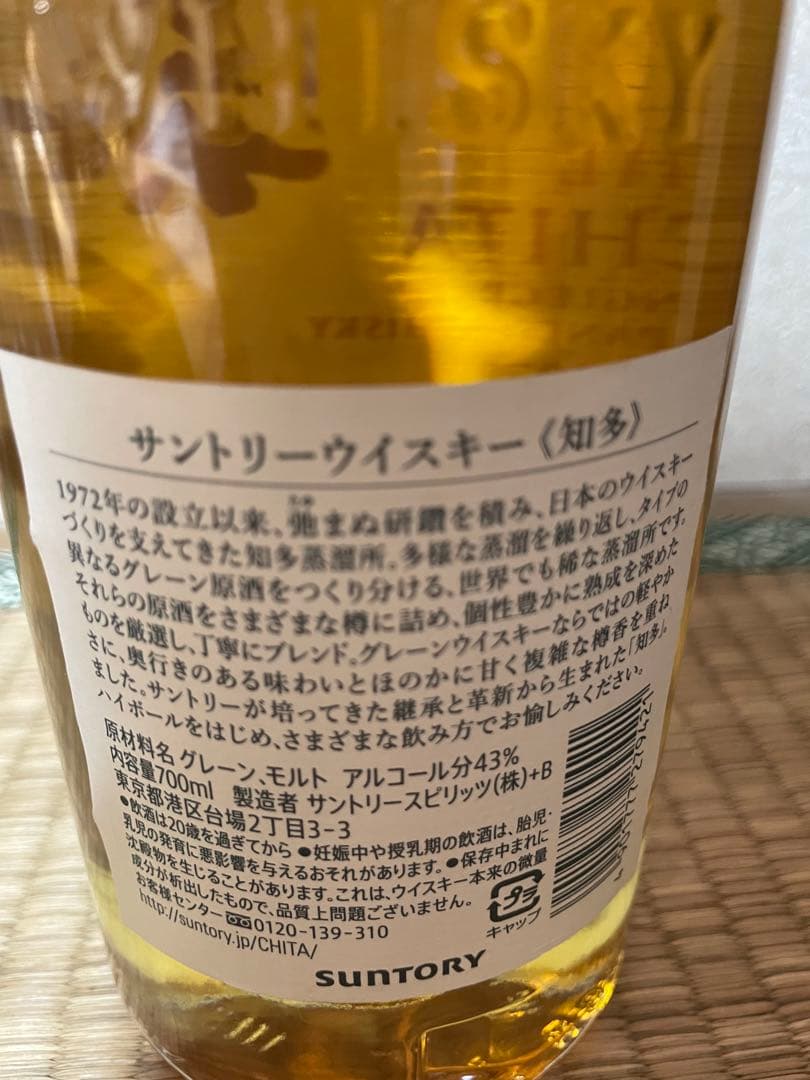 WHISKY
CHITA
WHISKY
サントリーウイスキー《知多》
1972年の設立以来、弛まぬ研鑽を積み、日本のウイスキー
づくりを支えてきた知多蒸溜所。多様な蒸溜を繰り返し、タイプの
異なるグレーン原酒をつくり分ける、世界でも稀な蒸溜所です。
それらの原酒をさまざまな樽に詰め、個性豊かに熟成を深めた
ものを厳選し、丁寧にブレンド。グレーンウイスキーならではの軽やか
さに、奥行きのある味わいとほのかに甘く複雑な樽香を重ね
ました。サントリーが培ってきた継承と革新から生まれた「知多」。
ハイボールをはじめ、さまざまな飲み方でお愉しみください。
原材料名 グレーン、モルト アルコール分43%
内容量700ml 製造者 サントリースピリッツ(株)+B
東京都港区台場2丁目3-3
●飲酒は20歳を過ぎてから ●妊娠中や授乳期の飲酒は、胎児・
乳児の発育に悪影響を与えるおそれがあります。●保存中まれに
沈殿物を生じることがあります。これは、ウイスキー本来の微量
成分が析出したもので、品質上問題ございません。
お客様センター 0120-139-310
http://suntory.jp/CHITA/
プラ
キャップ
SUNTORY